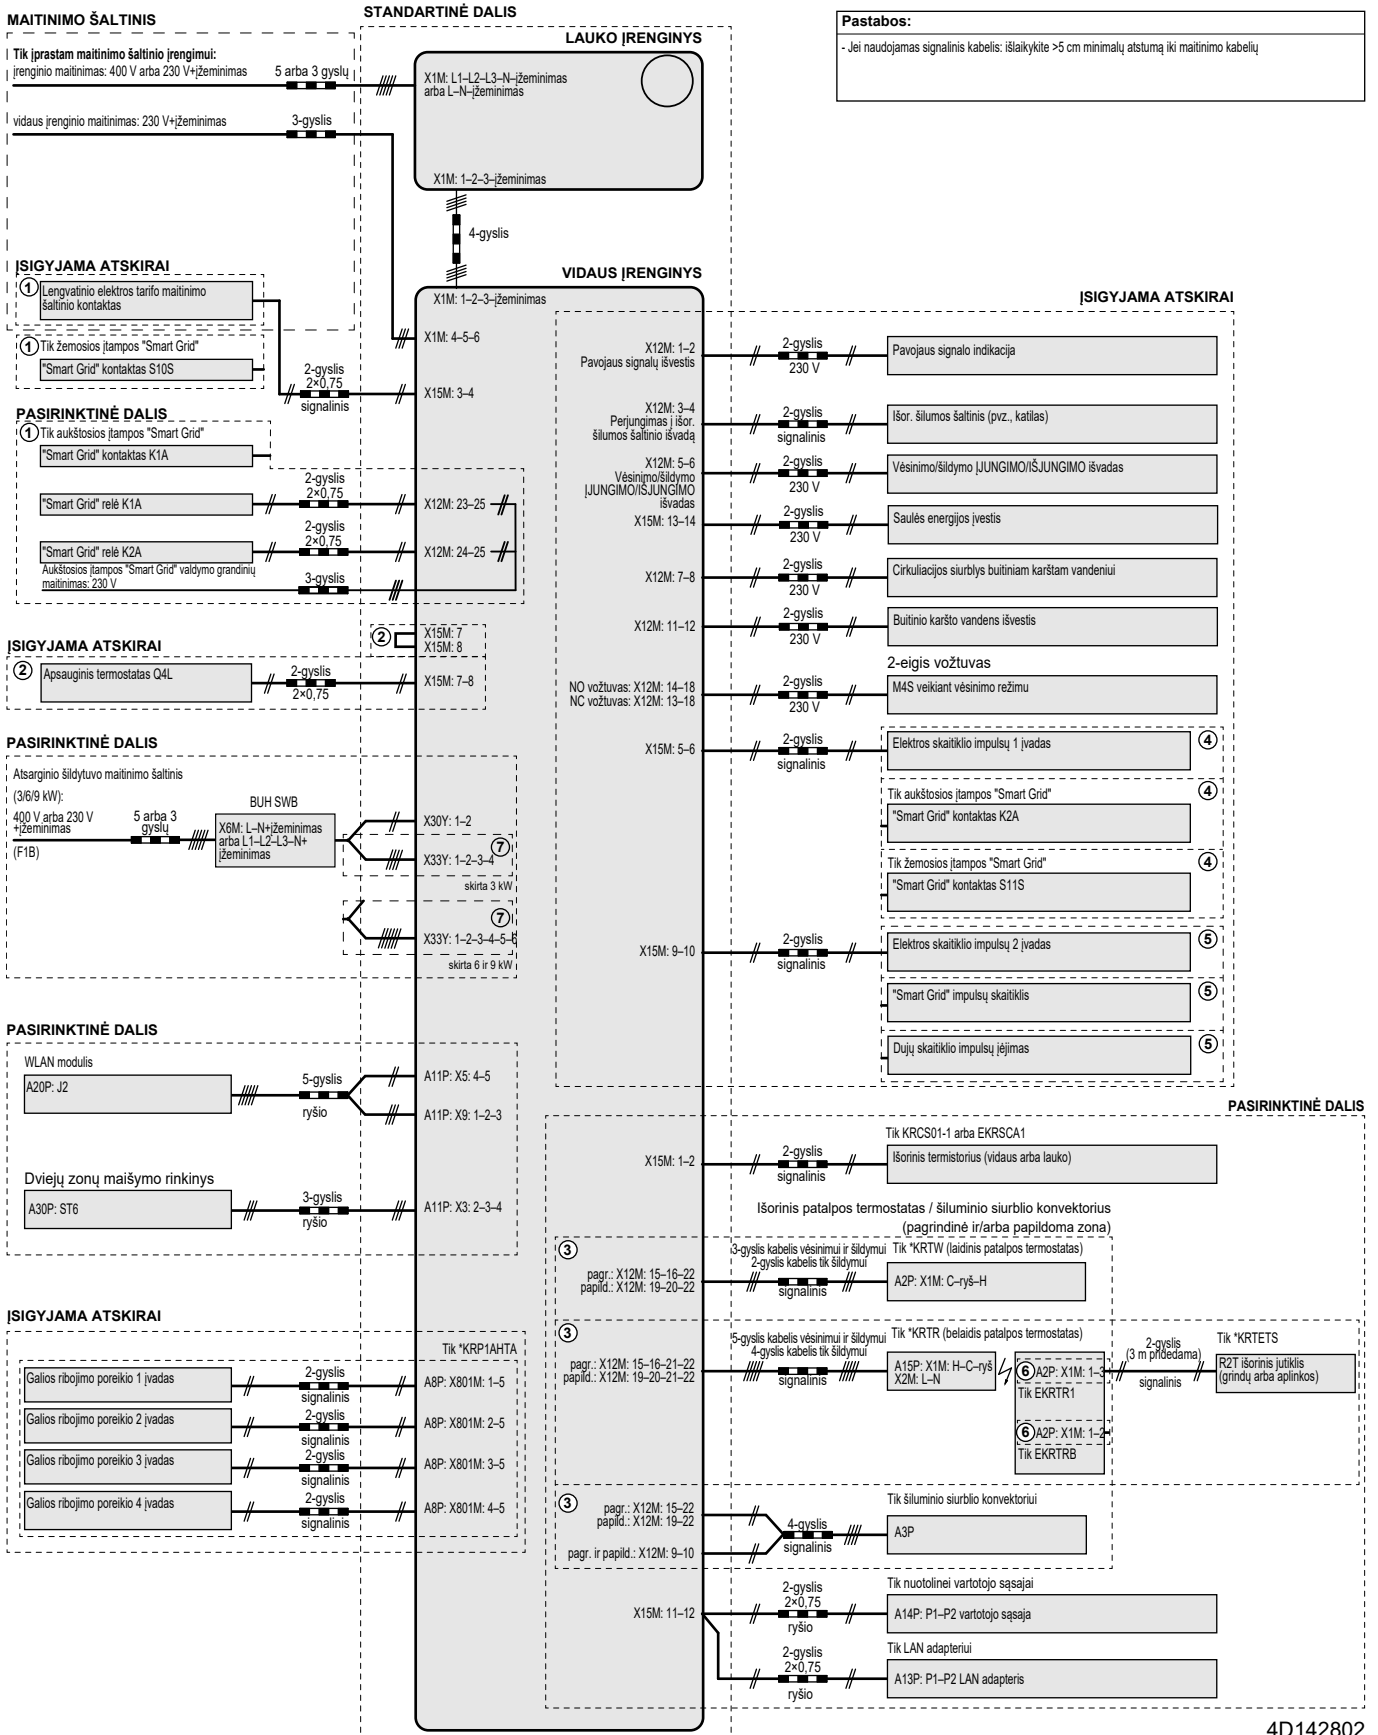 MAITINIMO ŠALTINIS
Tik įprastam maitinimo šaltinio įrengimui:
įrenginio maitinimas: 400 V arba 230 V+įžeminimas
5 arba 3 gyslų
vidaus įrenginio maitinimas: 230 V+įžeminimas
3-gyslis
STANDARTINĖ DALIS
LAUKO ĮRENGINYS
X1M: L1–L2–L3–N–įžeminimas
arba L–N–įžeminimas
X1M: 1–2–3–įžeminimas
4-gyslis
Pastabos:
- Jei naudojamas signalinis kabelis: išlaikykite >5 cm minimalų atstumą iki maitinimo kabelių
VIDAUS ĮRENGINYS
X1M: 1–2–3–įžeminimas
X1M: 4–5–6
ĮSIGYJAMA ATSKIRAI
1
Lengvatinio elektros tarifo maitinimo
šaltinio kontaktas
1 Tik žemosios įtampos "Smart Grid"
"Smart Grid" kontaktas S10S
2-gyslis
2×0,75
signalinis
X15M: 3–4
PASIRINKTINĖ DALIS
1 Tik aukštosios įtampos "Smart Grid"
"Smart Grid" kontaktas K1A
"Smart Grid" relė K1A
2-gyslis
2×0,75
X12M: 23–25
"Smart Grid" relė K2A
2-gyslis
2×0,75
X12M: 24–25
Aukštosios įtampos "Smart Grid" valdymo grandinių
maitinimas: 230 V
3-gyslis
2
X15M: 7
X15M: 8
ĮSIGYJAMA ATSKIRAI
2
Apsauginis termostatas Q4L
2-gyslis
2×0,75
X15M: 7–8
PASIRINKTINĖ DALIS
Atsarginio šildytuvo maitinimo šaltinis
(3/6/9 kW):
400 V arba 230 V
+įžeminimas
(F1B)
5 arba 3
gyslų
BUH SWB
X6M: L–N+įžeminimas
arba L1–L2–L3–N+
įžeminimas
X30Y: 1–2
7
X33Y: 1–2–3–4
skirta 3 kW
7
X33Y: 1–2–3–4–5–6
skirta 6 ir 9 kW
PASIRINKTINĖ DALIS
WLAN modulis
A20P: J2
5-gyslis
ryšio
A11P: X5: 4–5
A11P: X9: 1–2–3
Dviejų zonų maišymo rinkinys
A30P: ST6
3-gyslis
ryšio
A11P: X3: 2–3–4
ĮSIGYJAMA ATSKIRAI
Tik *KRP1AHTA
Galios ribojimo poreikio 1 įvadas
2-gyslis
signalinis
A8P: X801M: 1–5
Galios ribojimo poreikio 2 įvadas
2-gyslis
signalinis
A8P: X801M: 2–5
Galios ribojimo poreikio 3 įvadas
2-gyslis
signalinis
A8P: X801M: 3–5
Galios ribojimo poreikio 4 įvadas
2-gyslis
signalinis
A8P: X801M: 4–5
ĮSIGYJAMA ATSKIRAI
X12M: 1–2
Pavojaus signalų išvestis
2-gyslis
230 V
Pavojaus signalo indikacija
X12M: 3–4
Perjungimas į išor.
šilumos šaltinio išvadą
2-gyslis
signalinis
Išor. šilumos šaltinis (pvz., katilas)
X12M: 5–6
Vėsinimo/šildymo
ĮJUNGIMO/IŠJUNGIMO
išvadas
2-gyslis
230 V
Vėsinimo/šildymo ĮJUNGIMO/IŠJUNGIMO išvadas
X15M: 13–14
2-gyslis
230 V
Saulės energijos įvestis
X12M: 7–8
2-gyslis
230 V
Cirkuliacijos siurblys buitiniam karštam vandeniui
X12M: 11–12
2-gyslis
230 V
Buitinio karšto vandens išvestis
2-eigis vožtuvas
NO vožtuvas: X12M: 14–18
NC vožtuvas: X12M: 13–18
2-gyslis
230 V
M4S veikiant vėsinimo režimu
X15M: 5–6
2-gyslis
signalinis
Elektros skaitiklio impulsų 1 įvadas
4
Tik aukštosios įtampos "Smart Grid"
4
"Smart Grid" kontaktas K2A
Tik žemosios įtampos "Smart Grid"
4
"Smart Grid" kontaktas S11S
X15M: 9–10
2-gyslis
signalinis
Elektros skaitiklio impulsų 2 įvadas
5
"Smart Grid" impulsų skaitiklis
5
Dujų skaitiklio impulsų įėjimas
5
PASIRINKTINĖ DALIS
Tik KRCS01-1 arba EKRSCA1
X15M: 1–2
2-gyslis
signalinis
Išorinis termistorius (vidaus arba lauko)
Išorinis patalpos termostatas / šiluminio siurblio konvektorius
(pagrindinė ir/arba papildoma zona)
3
pagr.: X12M: 15–16–22
papild.: X12M: 19–20–22
3-gyslis kabelis vėsinimui ir šildymui
2-gyslis kabelis tik šildymui
signalinis
Tik *KRTW (laidinis patalpos termostatas)
A2P: X1M: C–ryš–H
3
pagr.: X12M: 15–16–21–22
papild.: X12M: 19–20–21–22
5-gyslis kabelis vėsinimui ir šildymui
4-gyslis kabelis tik šildymui
signalinis
Tik *KRTR (belaidis patalpos termostatas)
A15P: X1M: H–C–ryš
X2M: L–N
6 A2P: X1M: 1–3
Tik EKRTR1
6 A2P: X1M: 1–2
Tik EKRTRB
2-gyslis
(3 m pridedama)
signalinis
Tik *KRTETS
R2T išorinis jutiklis
(grindų arba aplinkos)
3
pagr.: X12M: 15–22
papild.: X12M: 19–22
pagr. ir papild.: X12M: 9–10
4-gyslis
signalinis
Tik šiluminio siurblio konvektoriui
A3P
X15M: 11–12
2-gyslis
2×0,75
ryšio
Tik nuotolinei vartotojo sąsajai
A14P: P1–P2 vartotojo sąsaja
2-gyslis
2×0,75
ryšio
Tik LAN adapteriui
A13P: P1–P2 LAN adapteris
4D142802